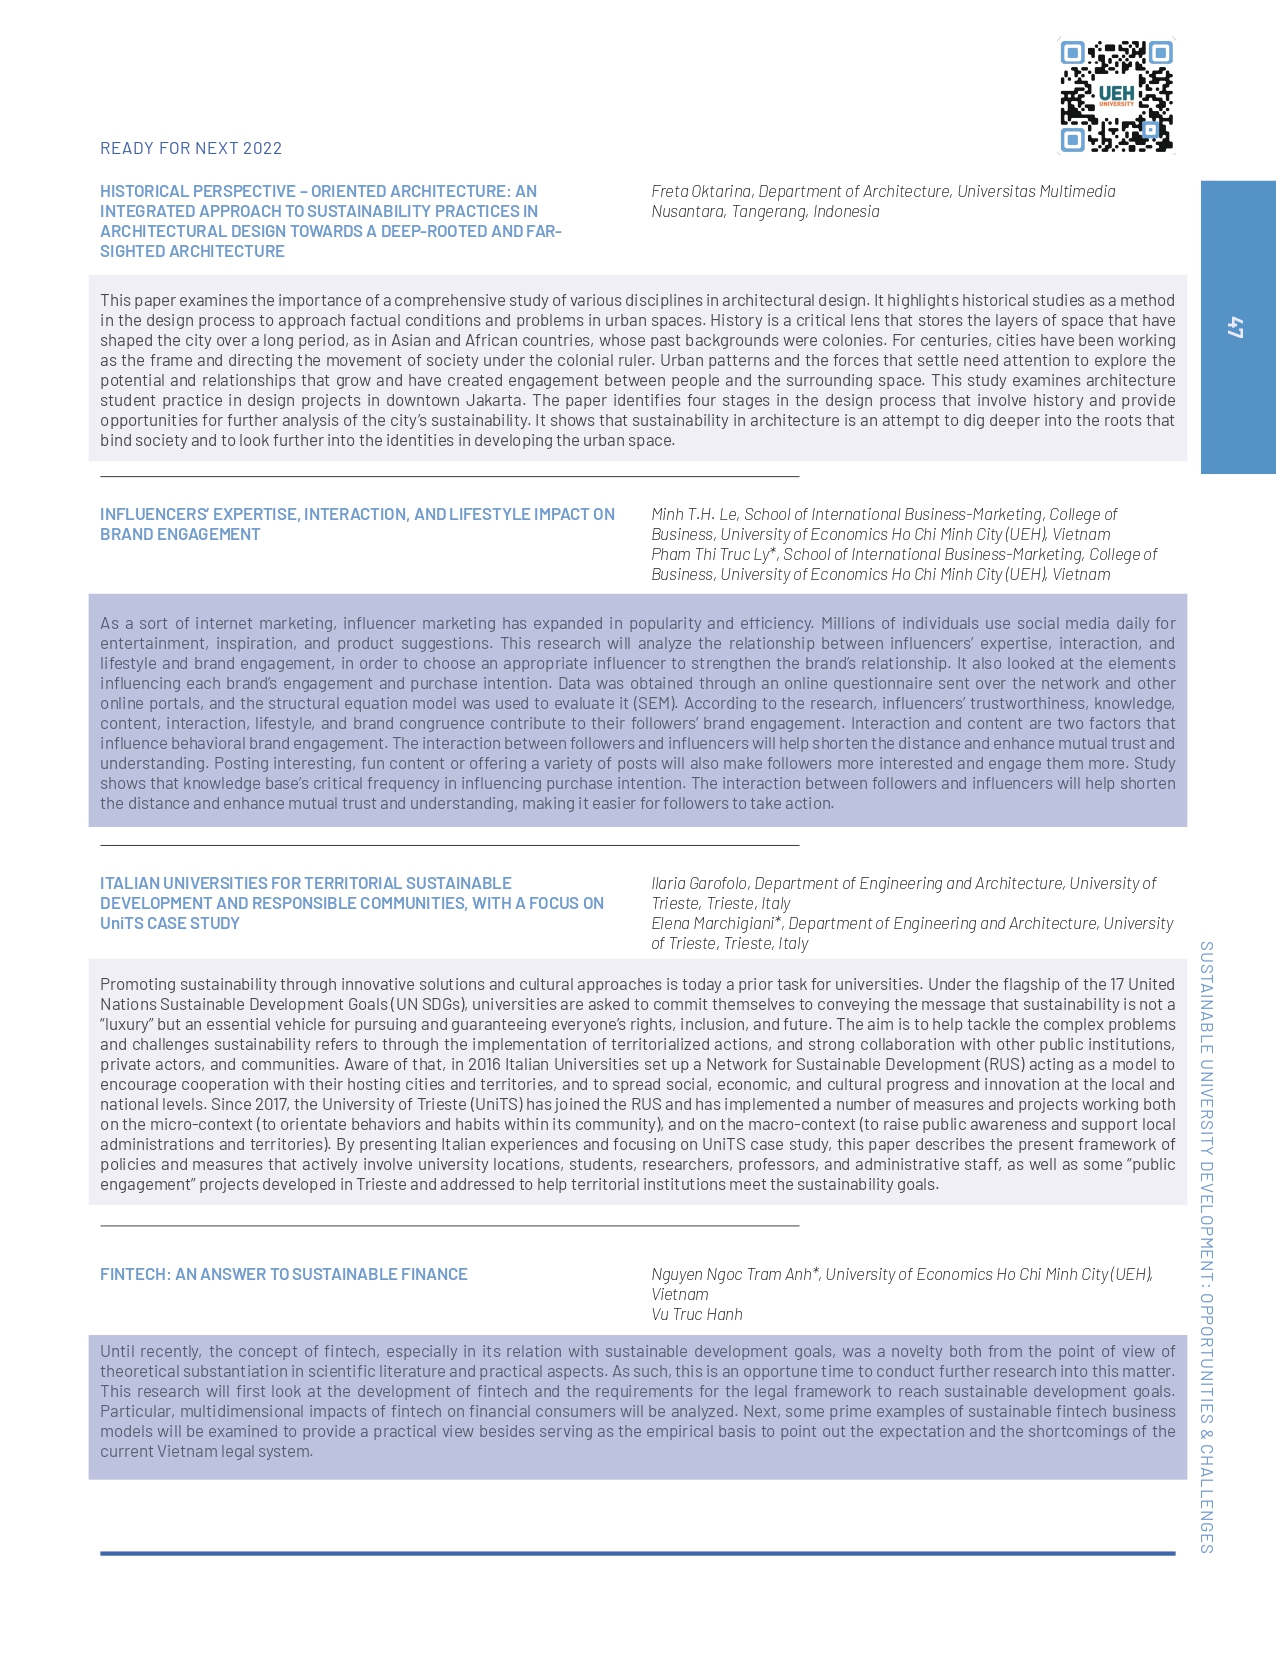 UEH
UNIVERSITY
READY FOR NEXT 2022
HISTORICAL PERSPECTIVE – ORIENTED ARCHITECTURE: AN
INTEGRATED APPROACH TO SUSTAINABILITY PRACTICES IN
ARCHITECTURAL DESIGN TOWARDS A DEEP-ROOTED AND FAR-
SIGHTED ARCHITECTURE
Freta Oktarina, Department of Architecture, Universitas Multimedia
Nusantara, Tangerang, Indonesia
This paper examines the importance of a comprehensive study of various disciplines in architectural design. It highlights historical studies as a method
in the design process to approach factual conditions and problems in urban spaces. History is a critical lens that stores the layers of space that have
shaped the city over a long period, as in Asian and African countries, whose past backgrounds were colonies. For centuries, cities have been working
as the frame and directing the movement of society under the colonial ruler. Urban patterns and the forces that settle need attention to explore the
potential and relationships that grow and have created engagement between people and the surrounding space. This study examines architecture
student practice in design projects in downtown Jakarta. The paper identifies four stages in the design process that involve history and provide
opportunities for further analysis of the city's sustainability. It shows that sustainability in architecture is an attempt to dig deeper into the roots that
bind society and to look further into the identities in developing the urban space.
INFLUENCERS' EXPERTISE, INTERACTION, AND LIFESTYLE IMPACT ON
BRAND ENGAGEMENT
Minh T.H. Le, School of International Business-Marketing, College of
Business, University of Economics Ho Chi Minh City (UEH), Vietnam
Pham Thi Truc Ly*, School of International Business-Marketing, College of
Business, University of Economics Ho Chi Minh City (UEH), Vietnam
As a sort of internet marketing, influencer marketing has expanded in popularity and efficiency. Millions of individuals use social media daily for
entertainment, inspiration, and product suggestions. This research will analyze the relationship between influencers' expertise, interaction, and
lifestyle and brand engagement, in order to choose an appropriate influencer to strengthen the brand's relationship. It also looked at the elements
influencing each brand's engagement and purchase intention. Data was obtained through an online questionnaire sent over the network and other
online portals, and the structural equation model was used to evaluate it (SEM). According to the research, influencers' trustworthiness, knowledge,
content, interaction, lifestyle, and brand congruence contribute to their followers' brand engagement. Interaction and content are two factors that
influence behavioral brand engagement. The interaction between followers and influencers will help shorten the distance and enhance mutual trust and
understanding. Posting interesting, fun content or offering a variety of posts will also make followers more interested and engage them more. Study
shows that knowledge base's critical frequency in influencing purchase intention. The interaction between followers and influencers will help shorten
the distance and enhance mutual trust and understanding, making it easier for followers to take action.
ITALIAN UNIVERSITIES FOR TERRITORIAL SUSTAINABLE
DEVELOPMENT AND RESPONSIBLE COMMUNITIES, WITH A FOCUS ON
UniTS CASE STUDY
Ilaria Garofolo, Department of Engineering and Architecture, University of
Trieste, Trieste, Italy
Elena Marchigiani*, Department of Engineering and Architecture, University
of Trieste, Trieste, Italy
Promoting sustainability through innovative solutions and cultural approaches is today a prior task for universities. Under the flagship of the 17 United
Nations Sustainable Development Goals (UN SDGs), universities are asked to commit themselves to conveying the message that sustainability is not a
“luxury” but an essential vehicle for pursuing and guaranteeing everyone's rights, inclusion, and future. The aim is to help tackle the complex problems
and challenges sustainability refers to through the implementation of territorialized actions, and strong collaboration with other public institutions,
private actors, and communities. Aware of that, in 2016 Italian Universities set up a Network for Sustainable Development (RUS) acting as a model to
encourage cooperation with their hosting cities and territories, and to spread social, economic, and cultural progress and innovation at the local and
national levels. Since 2017, the University of Trieste (UniTS) has joined the RUS and has implemented a number of measures and projects working both
on the micro-context (to orientate behaviors and habits within its community), and on the macro-context (to raise public awareness and support local
administrations and territories). By presenting Italian experiences and focusing on UniTS case study, this paper describes the present framework of
policies and measures that actively involve university locations, students, researchers, professors, and administrative staff, as well as some “public
engagement” projects developed in Trieste and addressed to help territorial institutions meet the sustainability goals.
FINTECH: AN ANSWER TO SUSTAINABLE FINANCE
Nguyen Ngoc Tram Anh*, University of Economics Ho Chi Minh City (UEH),
Vietnam
Vu Truc Hanh
Until recently, the concept of fintech, especially in its relation with sustainable development goals, was a novelty both from the point of view of
theoretical substantiation in scientific literature and practical aspects. As such, this is an opportune time to conduct further research into this matter.
This research will first look at the development of fintech and the requirements for the legal framework to reach sustainable development goals.
Particular, multidimensional impacts of fintech on financial consumers will be analyzed. Next, some prime examples of sustainable fintech business
models will be examined to provide a practical view besides serving as the empirical basis to point out the expectation and the shortcomings of the
current Vietnam legal system.
47
SUSTAINABLE UNIVERSITY DEVELOPMENT: OPPORTUNITIES & CHALLENGES